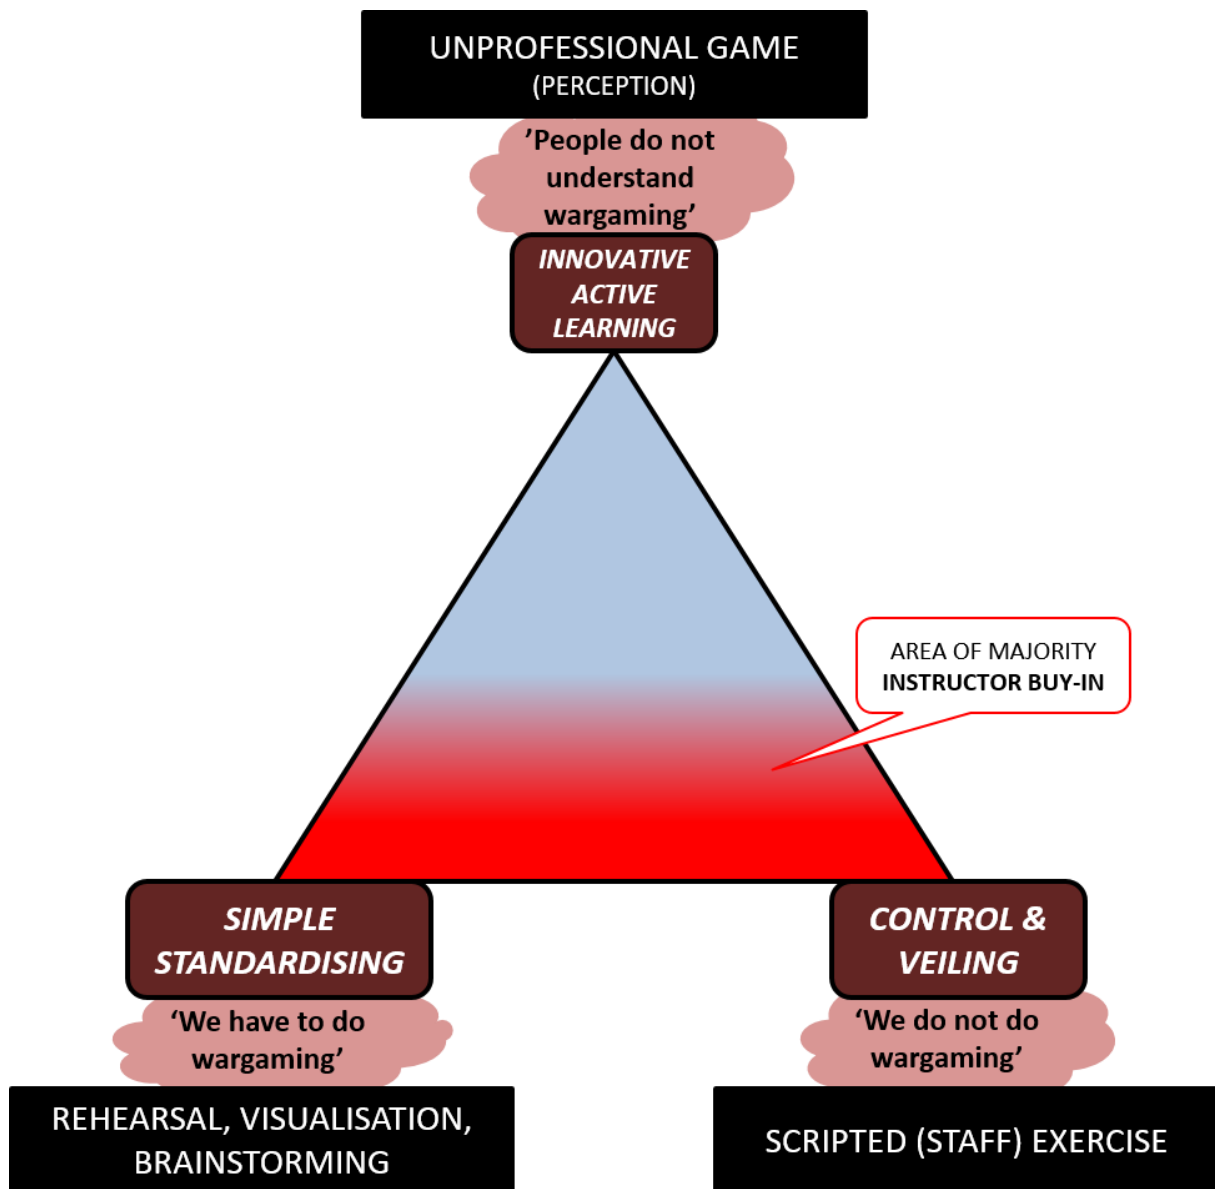 UNPROFESSIONAL GAME
(PERCEPTION)
’People do not
understand
wargaming’
INNOVATIVE
ACTIVE
LEARNING
AREA OF MAJORITY
INSTRUCTOR BUY-IN
SIMPLE
STANDARDISING
CONTROL &
VEILING
‘We have to do
wargaming’
‘We do not do
wargaming’
REHEARSAL, VISUALISATION,
BRAINSTORMING
SCRIPTED (STAFF) EXERCISE